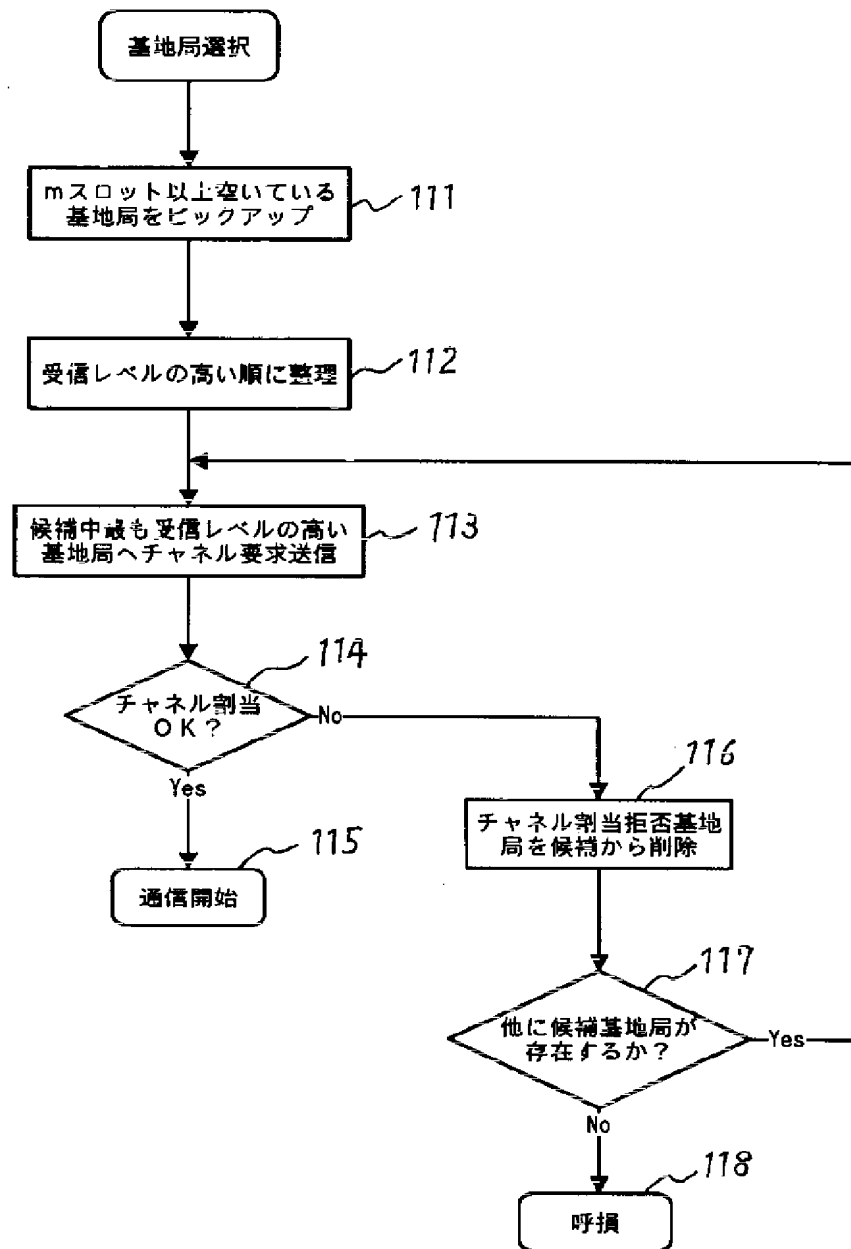 基地局選択
mスロット以上空いている
基地局をピックアップ
111
受信レベルの高い順に整理
112
候補中最も受信レベルの高い
基地局へチャネル要求送信
113
チャネル割当
OK?
114
No
Yes
通信開始
115
チャネル割当拒否基地
局を候補から削除
116
他に候補基地局が
存在するか?
117
Yes
No
呼損
118